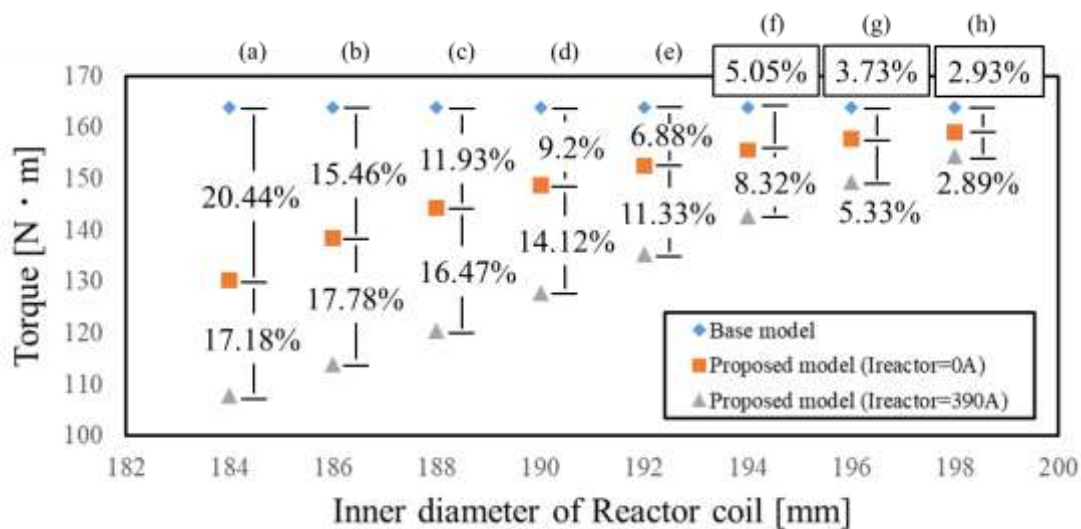 (a) (b) (c) (d) (e) (f) (g) (h)
5.05% 3.73% 2.93%
170
160
150
140
130
120
110
100
Torque [N・m]
20.44% 15.46% 11.93% 9.2% 6.88%
17.18% 17.78% 16.47% 14.12% 11.33% 8.32% 5.33% 2.89%
Base model
Proposed model (Ireactor=0A)
Proposed model (Ireactor=390A)
182 184 186 188 190 192 194 196 198 200
Inner diameter of Reactor coil [mm]